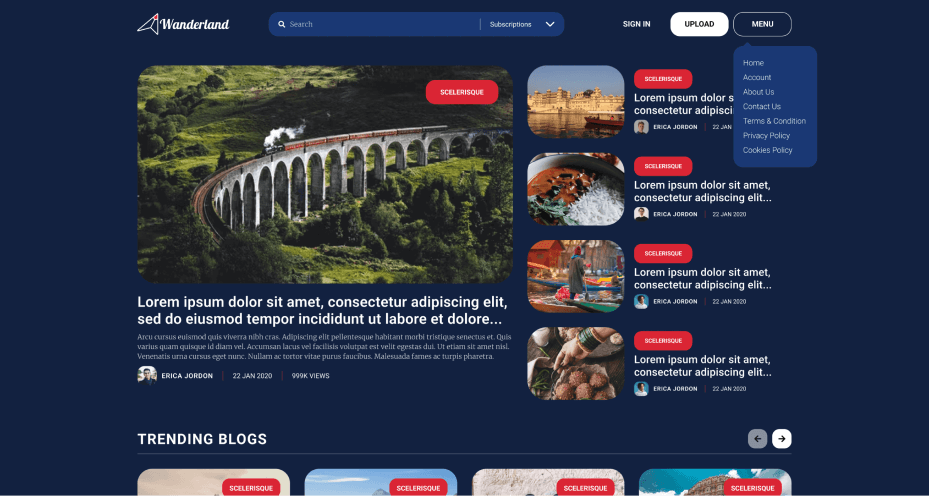 Wanderland
Search
Subscriptions
SIGN IN
UPLOAD
MENU
Home
Account
About Us
Contact Us
Terms & Condition
Privacy Policy
Cookies Policy
SCELERISQUE
Lorem ipsum dolor sit amet, consectetur adipiscing elit,
sed do eiusmod tempor incididunt ut labore et dolore...
Arcu cursus euismod quis viverra nibh cras. Adipiscing elit pellentesque habitant morbi tristique senectus et. Quis
varius quam quisque id diam vel. Accumsan lacus vel facilisis volutpat est velit egestas dui. Ut etiam sit amet nisl.
Venenatis urna cursus eget nunc. Nullam ac tortor vitae purus faucibus. Malesuada fames ac turpis pharetra.
ERICA JORDON | 22 JAN 2020 | 999K VIEWS
SCELERISQUE
Lorem ipsum dolor s
consectetur adipisci
ERICA JORDON | 22 JAN
SCELERISQUE
Lorem ipsum dolor sit amet,
consectetur adipiscing elit...
ERICA JORDON | 22 JAN 2020
SCELERISQUE
Lorem ipsum dolor sit amet,
consectetur adipiscing elit...
ERICA JORDON | 22 JAN 2020
SCELERISQUE
Lorem ipsum dolor sit amet,
consectetur adipiscing elit...
ERICA JORDON | 22 JAN 2020
TRENDING BLOGS
SCELERISQUE
SCELERISQUE
SCELERISQUE
SCELERISQUE